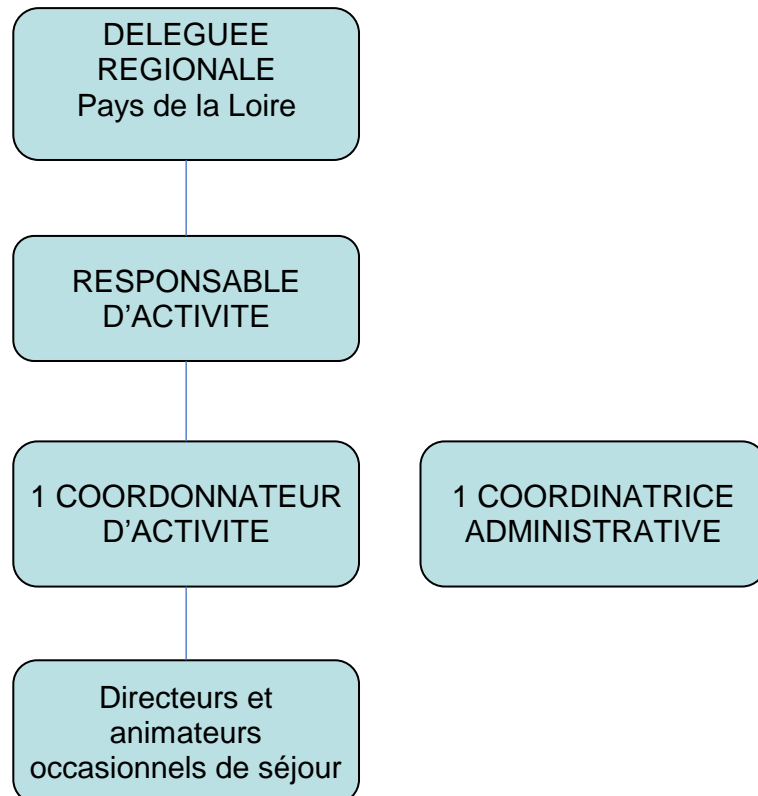 DELEGUEE
REGIONALE
Pays de la Loire
RESPONSABLE
D’ACTIVITE
1 COORDONNATEUR
D’ACTIVITE
1 COORDINATRICE
ADMINISTRATIVE
Directeurs et
animateurs
occasionnels de séjour